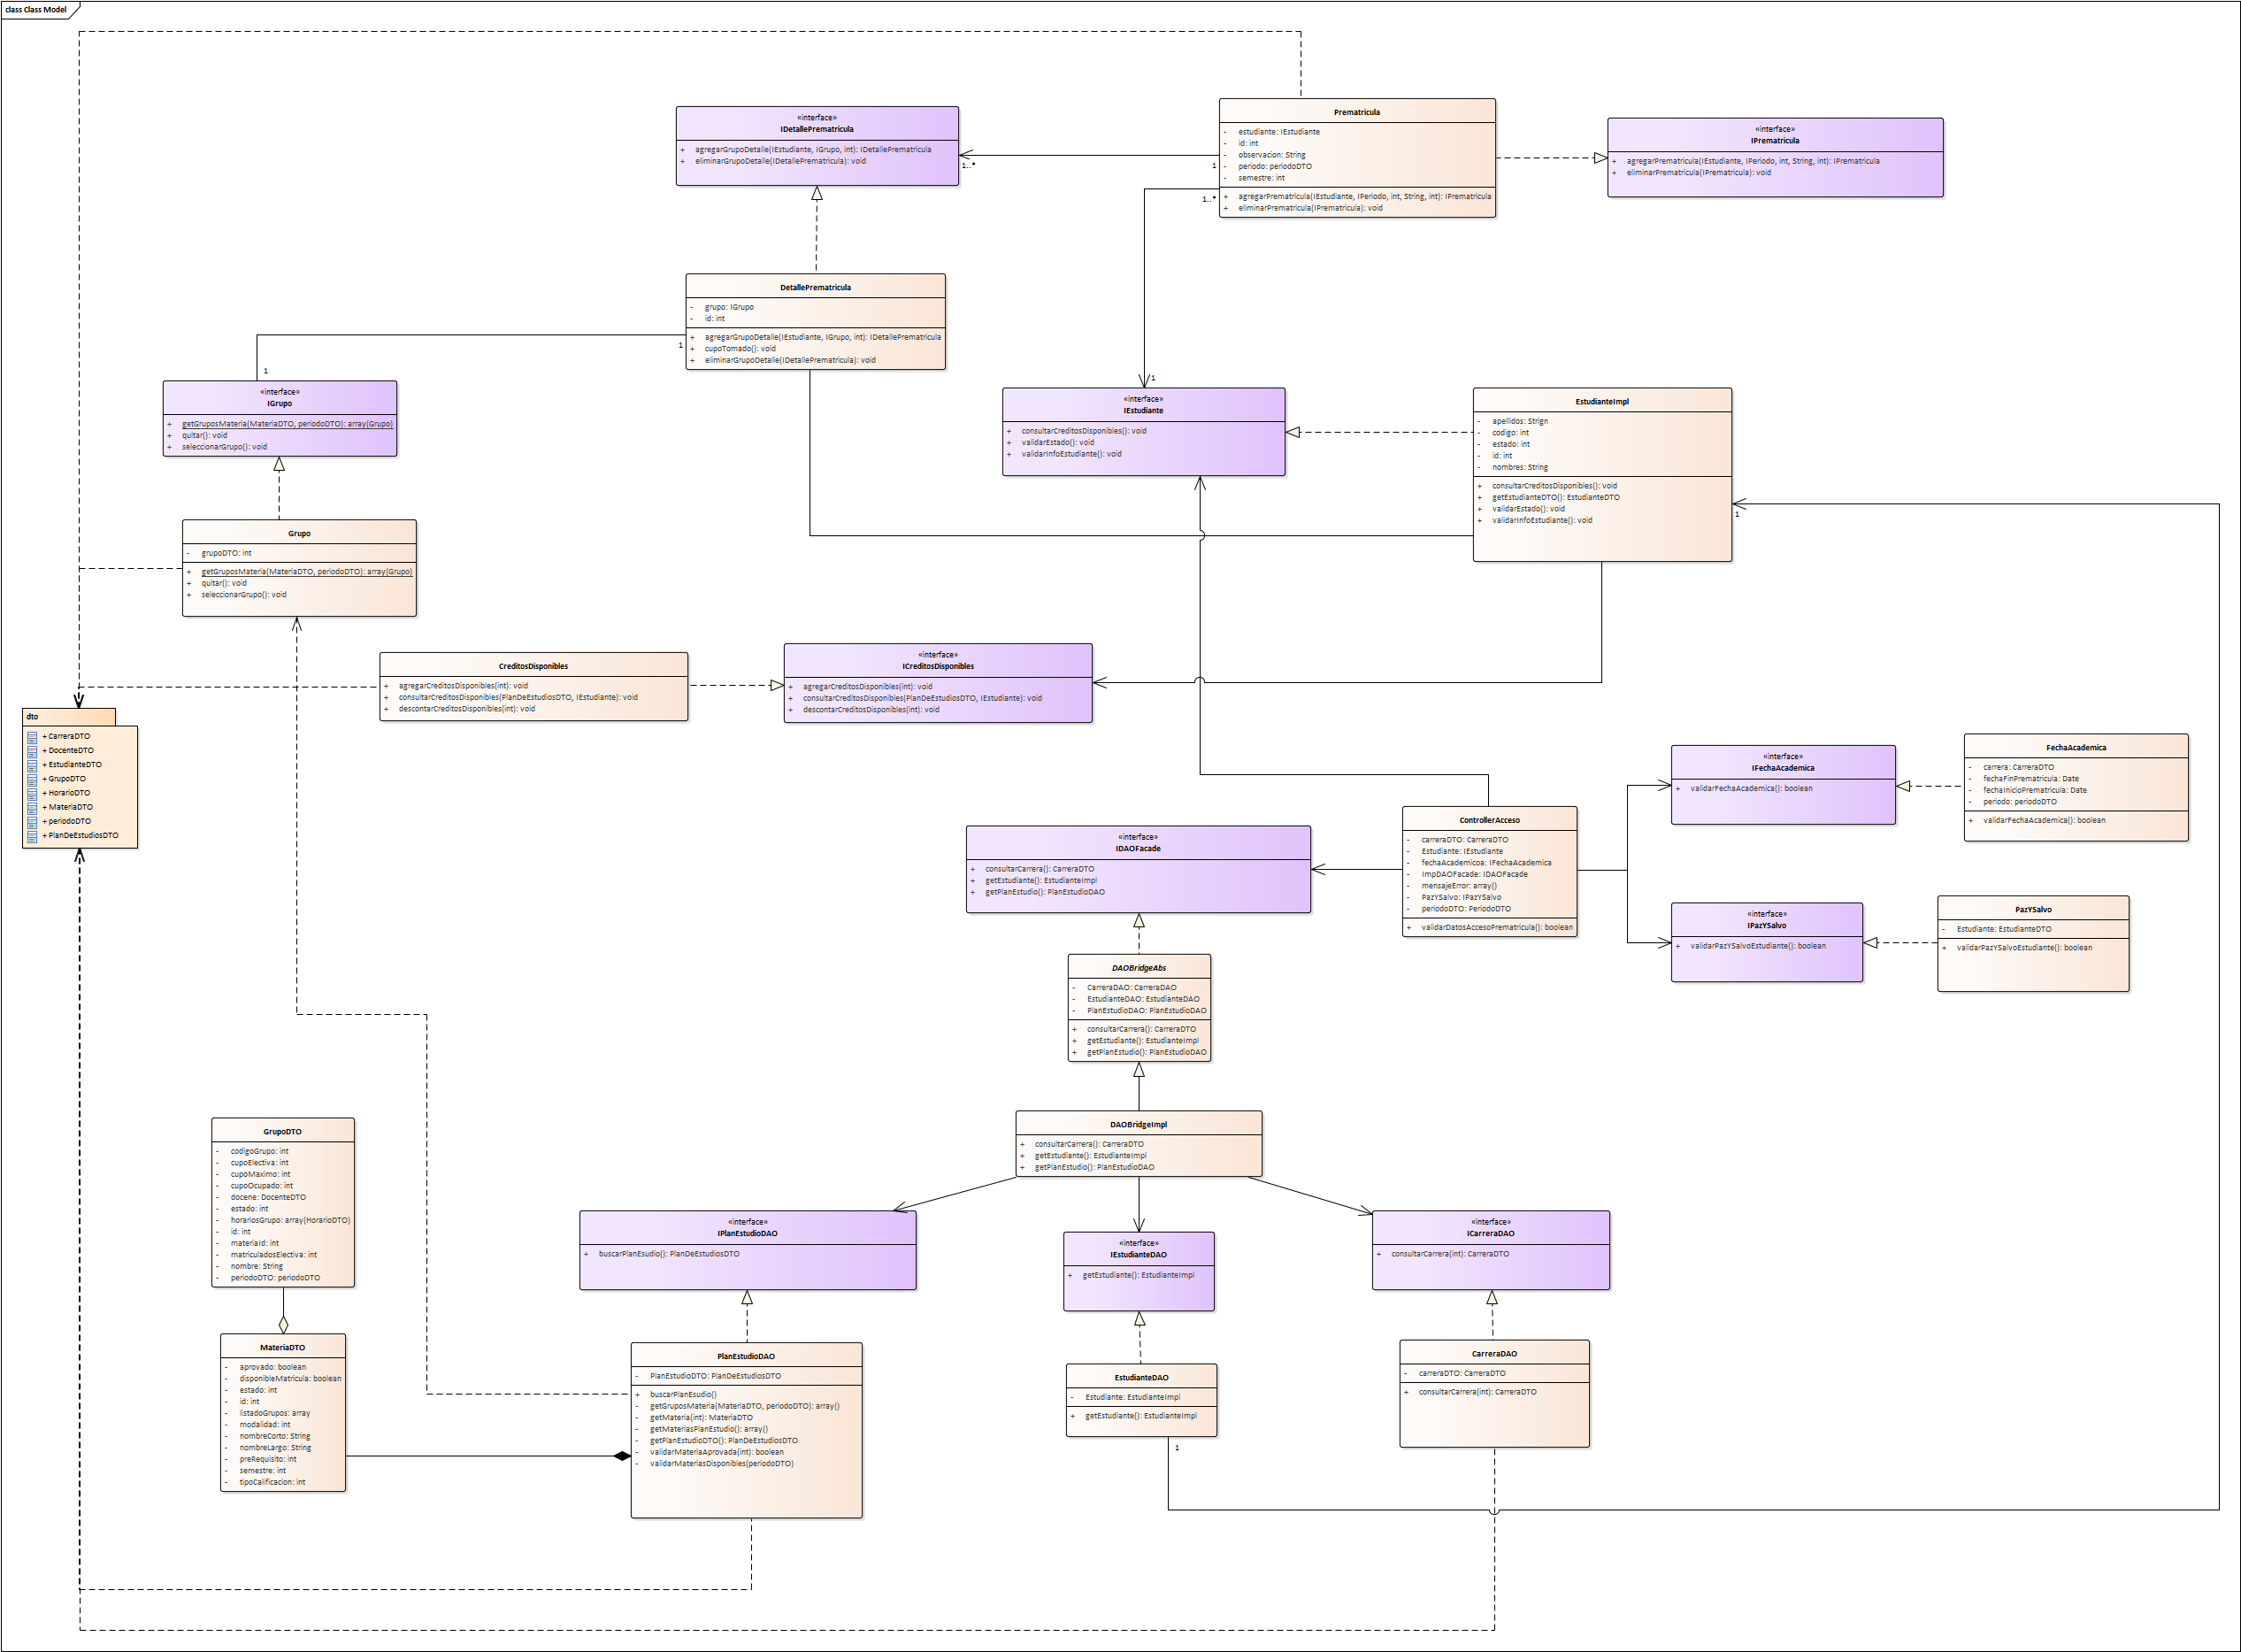 class Class Model
Prematricula
- estudiante: IEstudiante
- id: int
- observacion: String
- periodo: periodoDTO
- semestre: int
+ agregarPrematricula(IEstudiante, IPeriodo, int, String, int): IPrematricula
+ eliminarPrematricula(IPrematricula): void
1
1..*
«interface»
IDetallePrematricula
+ agregarGrupoDetalle(IEstudiante, IGrupo, int): IDetallePrematricula
+ eliminarGrupoDetalle(IDetallePrematricula): void
1..*
«interface»
IPrematricula
+ agregarPrematricula(IEstudiante, IPeriodo, int, String, int): IPrematricula
+ eliminarPrematricula(IPrematricula): void
DetallePrematricula
- grupo: IGrupo
- id: int
+ agregarGrupoDetalle(IEstudiante, IGrupo, int): IDetallePrematricula
+ cupoTomado(): void
+ eliminarGrupoDetalle(IDetallePrematricula): void
1
1
«interface»
IGrupo
+ getGruposMateria(MateriaDTO, periodoDTO): array(Grupo)
+ quitar(): void
+ seleccionarGrupo(): void
1
«interface»
IEstudiante
+ consultarCreditosDisponibles(): void
+ validarEstado(): void
+ validarInfoEstudiante(): void
EstudianteImpl
- apellidos: Strign
- codigo: int
- estado: int
- id: int
- nombres: String
+ consultarCreditosDisponibles(): void
+ getEstudianteDTO(): EstudianteDTO
+ validarEstado(): void
+ validarInfoEstudiante(): void
1
Grupo
- grupoDTO: int
+ getGruposMateria(MateriaDTO, periodoDTO): array(Grupo)
+ quitar(): void
+ seleccionarGrupo(): void
CreditosDisponibles
+ agregarCreditosDisponibles(int): void
+ consultarCreditosDisponibles(PlanDeEstudiosDTO, IEstudiante): void
+ descontarCreditosDisponibles(int): void
«interface»
ICreditosDisponibles
+ agregarCreditosDisponibles(int): void
+ consultarCreditosDisponibles(PlanDeEstudiosDTO, IEstudiante): void
+ descontarCreditosDisponibles(int): void
dto
+ CarreraDTO
+ DocenteDTO
+ EstudianteDTO
+ GrupoDTO
+ HorarioDTO
+ MateriaDTO
+ periodoDTO
+ PlanDeEstudiosDTO
«interface»
IFechaAcademica
+ validarFechaAcademica(): boolean
FechaAcademica
- carrera: CarreraDTO
- fechaFinPrematricula: Date
- fechaInicioPrematricula: Date
- periodo: periodoDTO
+ validarFechaAcademica(): boolean
«interface»
IDAOFacade
+ consultarCarrera(): CarreraDTO
+ getEstudiante(): EstudianteImpl
+ getPlanEstudio(): PlanEstudioDAO
ControllerAcceso
- carreraDTO: CarreraDTO
- Estudiante: IEstudiante
- fechaAcademicoa: IFechaAcademica
- ImpDAOFacade: IDAOFacade
- mensajeError: array()
- PazYSalvo: IPazYSalvo
- periodoDTO: PeriodoDTO
+ validarDatosAccesoPrematricula(): boolean
«interface»
IPazYSalvo
+ validarPazYSalvoEstudiante(): boolean
PazYSalvo
- Estudiante: EstudianteDTO
+ validarPazYSalvoEstudiante(): boolean
DAOBridgeAbs
- CarreraDAO: CarreraDAO
- EstudianteDAO: EstudianteDAO
- PlanEstudioDAO: PlanEstudioDAO
+ consultarCarrera(): CarreraDTO
+ getEstudiante(): EstudianteImpl
+ getPlanEstudio(): PlanEstudioDAO
DAOBridgeImpl
+ consultarCarrera(): CarreraDTO
+ getEstudiante(): EstudianteImpl
+ getPlanEstudio(): PlanEstudioDAO
GrupoDTO
- codigoGrupo: int
- cupoElectiva: int
- cupoMaximo: int
- cupoOcupado: int
- docene: DocenteDTO
- estado: int
- horariosGrupo: array(HorarioDTO)
- id: int
- materiaId: int
- matriculadosElectiva: int
- nombre: String
- periodoDTO: periodoDTO
«interface»
IPlanEstudioDAO
+ buscarPlanEsudio(): PlanDeEstudiosDTO
«interface»
IEstudianteDAO
+ getEstudiante(): EstudianteImpl
«interface»
ICarreraDAO
+ consultarCarrera(int): CarreraDTO
MateriaDTO
- aprovado: boolean
- disponibleMatricula: boolean
- estado: int
- id: int
- listadoGrupos: array
- modalidad: int
- nombreCorto: String
- nombreLargo: String
- preRequisito: int
- semestre: int
- tipoCalificacion: int
PlanEstudioDAO
- PlanEstudioDTO: PlanDeEstudiosDTO
+ buscarPlanEsudio()
- getGruposMateria(MateriaDTO, periodoDTO): array()
- getMateria(int): MateriaDTO
- getMateriasPlanEstudio(): array()
- getPlanEstudioDTO(): PlanDeEstudiosDTO
- validarMateriaAprovada(int): boolean
- validarMateriasDisponibles(periodoDTO)
EstudianteDAO
- Estudiante: EstudianteImpl
+ getEstudiante(): EstudianteImpl
1
CarreraDAO
- carreraDTO: CarreraDTO
+ consultarCarrera(int): CarreraDTO